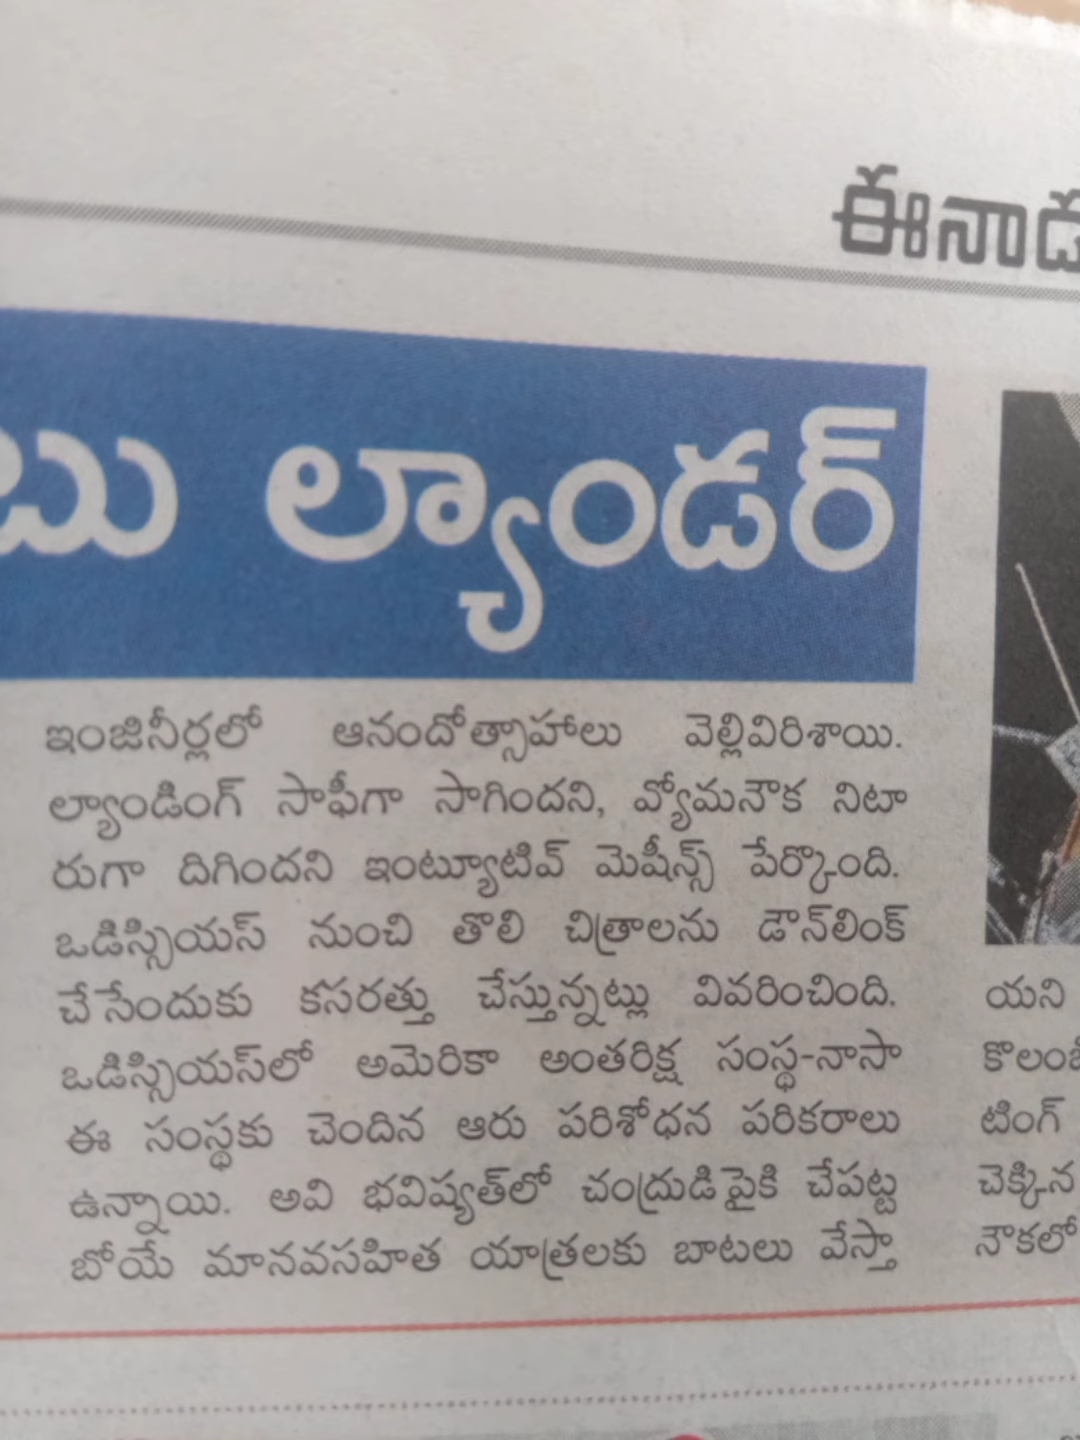 ఈనాడు
ల్యాండర్
ఇంజినీర్లలో ఆనందోత్సాహాలు వెల్లివిరిశాయి.
ల్యాండింగ్ సాఫీగా సాగిందని, వ్యోమనౌక నిటా
రుగా దిగిందని ఇంట్యూటివ్ మెషీన్స్ పేర్కొంది.
ఒడిస్సియస్ నుంచి తొలి చిత్రాలను డౌన్‌లింక్
చేసేందుకు కసరత్తు చేస్తున్నట్లు వివరించింది.
ఒడిస్సియస్‌లో అమెరికా అంతరిక్ష సంస్థ-నాసా
ఈ సంస్థకు చెందిన ఆరు పరిశోధన పరికరాలు
ఉన్నాయి. అవి భవిష్యత్‌లో చంద్రుడిపైకి చేపట్ట
బోయే మానవసహిత యాత్రలకు బాటలు వేస్తా
యని
టింగ్
చెక్కిన
నౌకలో